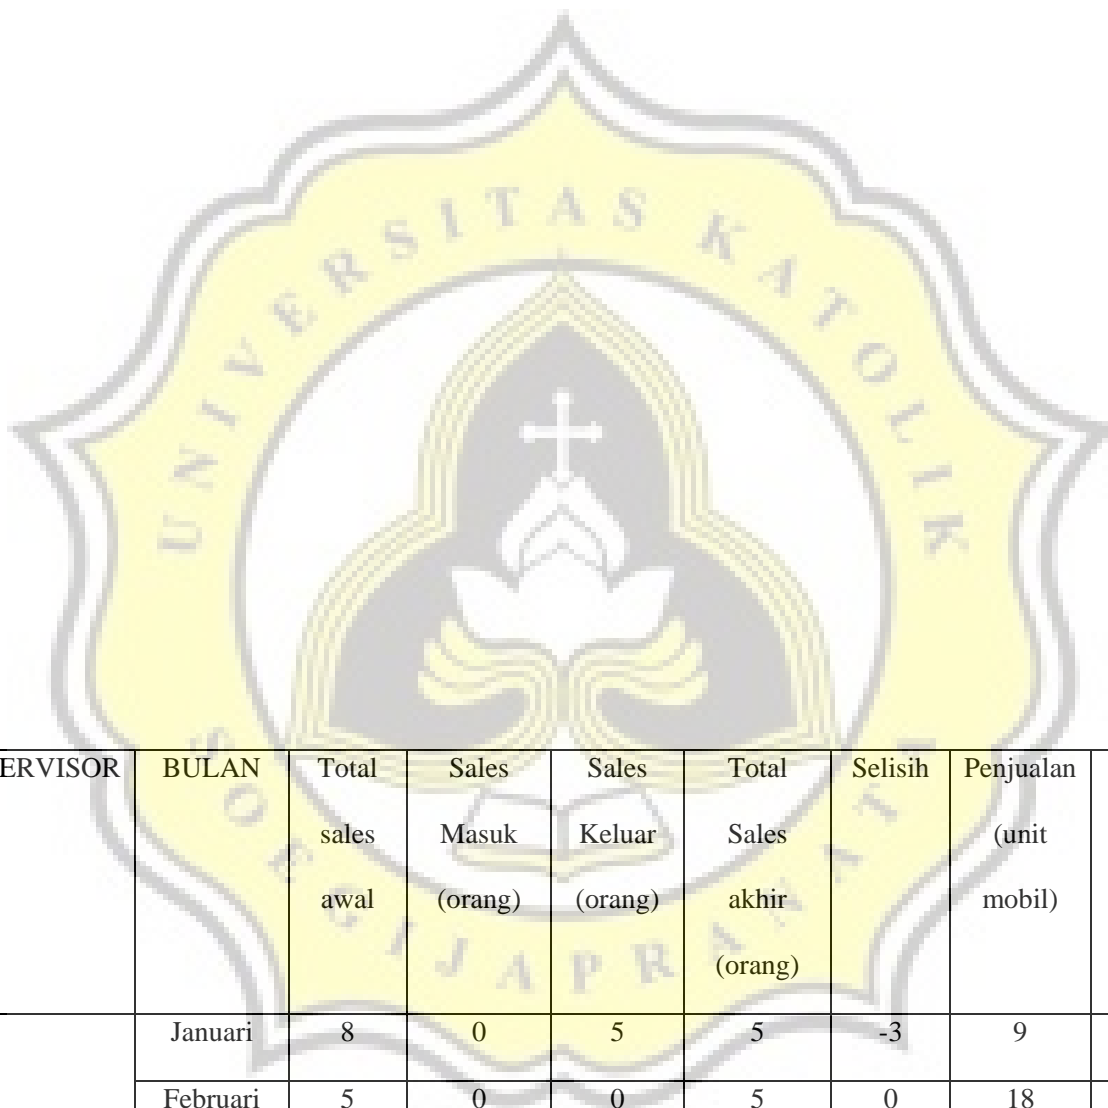 UNIVERSITAS KATOLIK
SOEGIJAPRANATA
ERVISOR BULAN Total sales awal Sales Masuk (orang) Sales Keluar (orang) Total Sales akhir (orang) Selisih Penjualan (unit mobil)
Januari 8 0 5 5 -3 9
Februari 5 0 0 5 0 18